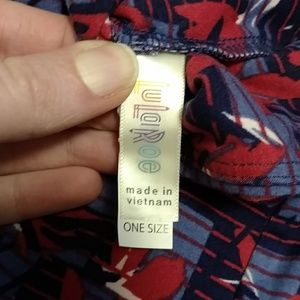 LuLaRoe
made in
vietnam
ONE SIZE